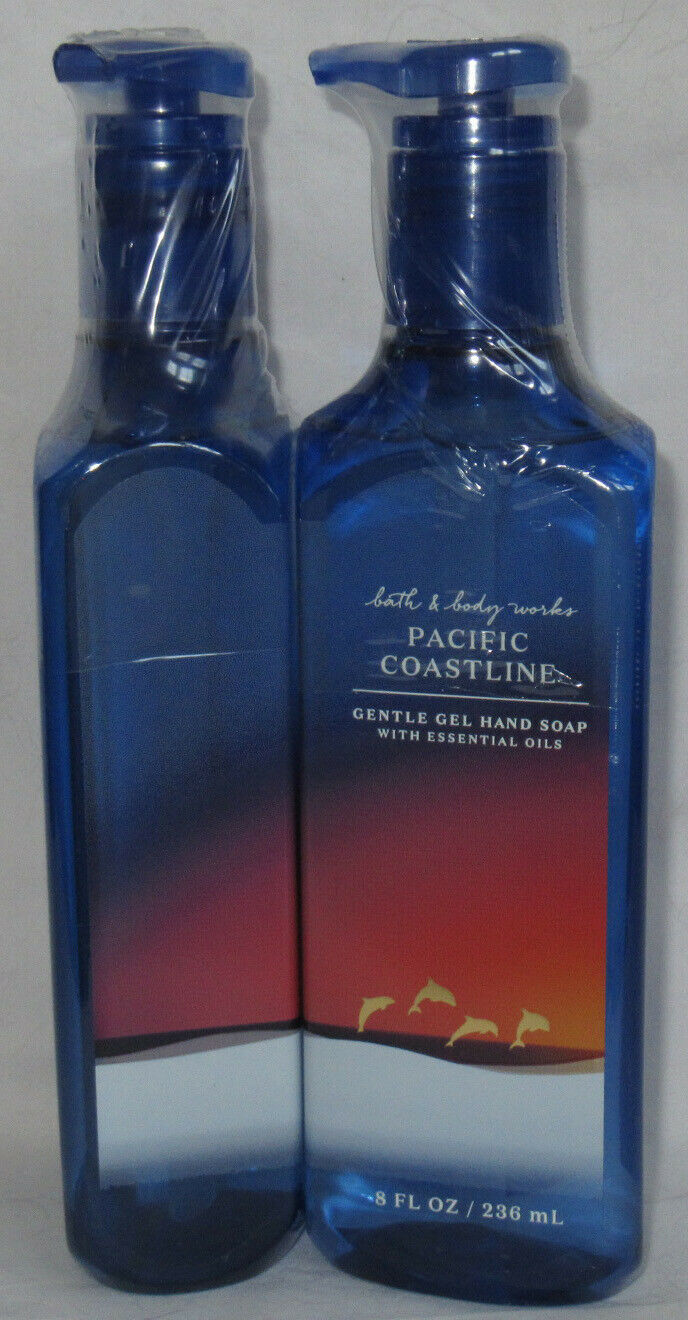 bath & body works
PACIFIC
COASTLINE
GENTLE GEL HAND SOAP
WITH ESSENTIAL OILS
8 FL OZ / 236 mL